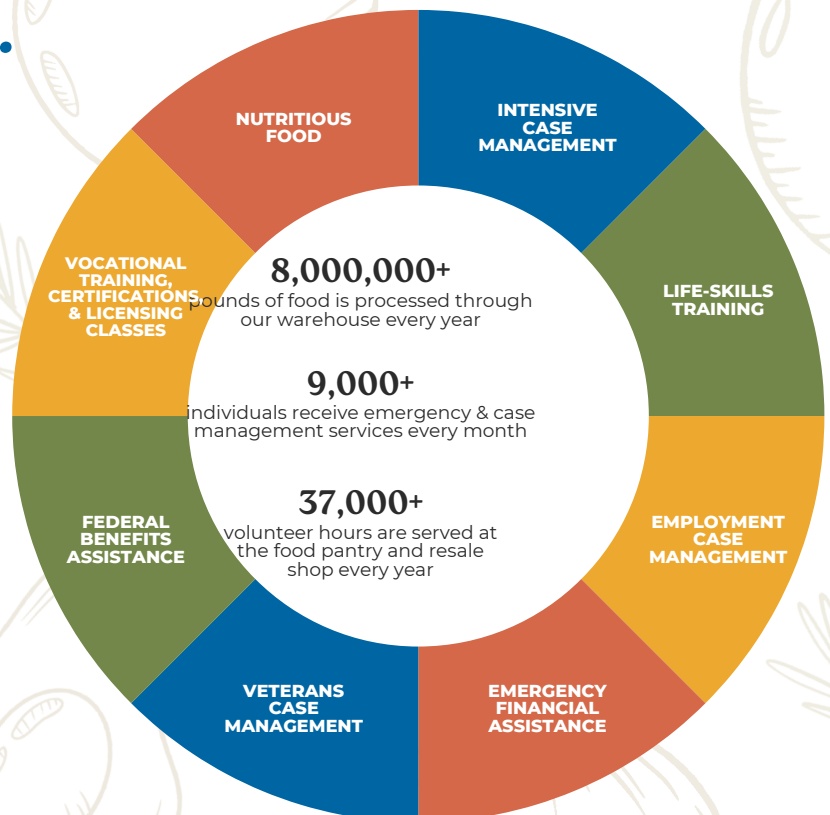 NUTRITIOUS
FOOD
INTENSIVE
CASE
MANAGEMENT
VOCATIONAL
TRAINING,
CERTIFICATIONS,
& LICENSING
CLASSES
LIFE-SKILLS
TRAINING
8,000,000+
pounds of food is processed through
our warehouse every year
9,000+
individuals receive emergency & case
management services every month
37,000+
volunteer hours are served at
the food pantry and resale
shop every year
FEDERAL
BENEFITS
ASSISTANCE
EMPLOYMENT
CASE
MANAGEMENT
VETERANS
CASE
MANAGEMENT
EMERGENCY
FINANCIAL
ASSISTANCE